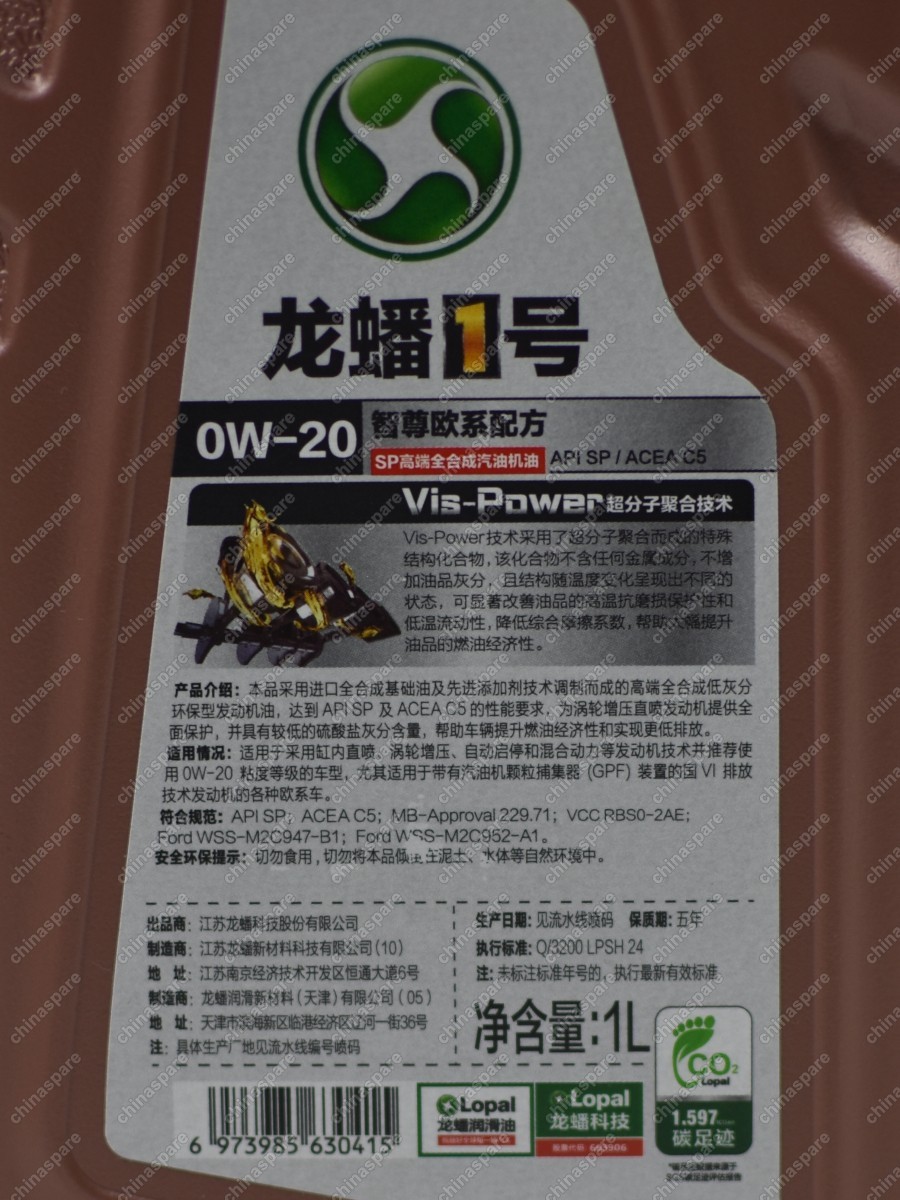 龙蟠1号
0W-20
智尊欧系配方
SP高端全合成汽油机油 API SP / ACEA C5
Vis-Power 超分子聚合技术
Vis-Power技术采用了超分子聚合而成的特殊
结构化合物，该化合物不含任何金属成分，不增
加油品灰分，且结构随温度变化呈现出不同的
状态，可显著改善油品的高温抗磨损保护性和
低温流动性，降低综合摩擦系数，帮助大幅提升
油品的燃油经济性。
产品介绍：本品采用进口全合成基础油及先进添加剂技术调制而成的高端全合成低灰分
环保型发动机油，达到 API SP 及 ACEA C5 的性能要求，为涡轮增压直喷发动机提供全
面保护，并具有较低的硫酸盐灰分含量，帮助车辆提升燃油经济性和实现更低排放。
适用情况：适用于采用缸内直喷、涡轮增压、自动启停和混合动力等发动机技术并推荐使
用 0W-20 粘度等级的车型，尤其适用于带有汽油机颗粒捕集器 (GPF) 装置的国 VI 排放
技术发动机的各种欧系车。
符合规范：API SP；ACEA C5；MB-Approval 229.71；VCC RBS0-2AE；
Ford WSS-M2C947-B1；Ford WSS-M2C952-A1。
安全环保提示：切勿食用，切勿将本品倾倒在泥土、水体等自然环境中。
出品商：江苏龙蟠科技股份有限公司
制造商：江苏龙蟠新材料科技有限公司（10）
地 址：江苏南京经济技术开发区恒通大道6号
制造商：龙蟠润滑新材料（天津）有限公司（05）
地 址：天津市滨海新区临港经济区辽河一街36号
注：具体生产厂地见流水线编号喷码
生产日期：见流水线喷码 保质期：五年
执行标准：Q/3200 LPSH 24
注：未标注标准年号的，执行最新有效标准
净含量：1L
CO2
Lopal
1.597
碳足迹
Lopal
龙蟠润滑油
Lopal
龙蟠科技
股票代码：603906
6 973985 630415
chinaspare